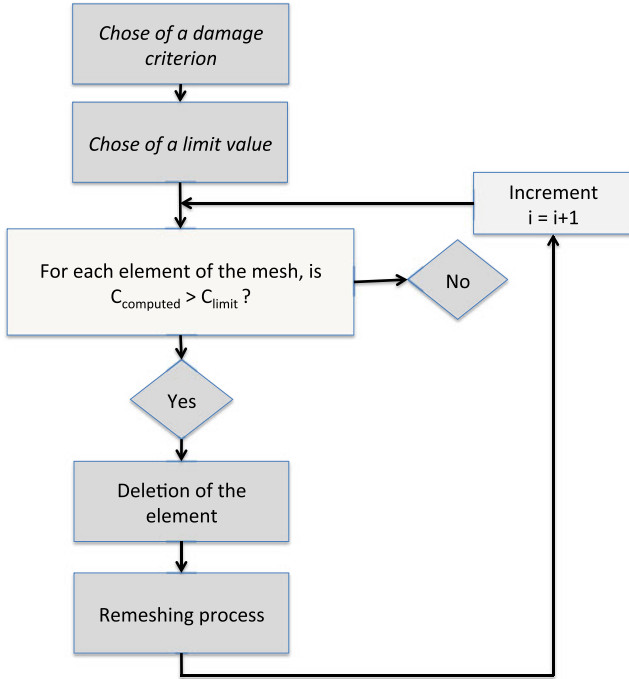 Chose of a damage
criterion
Chose of a limit value
Increment
i = i+1
For each element of the mesh, is
Ccomputed > Climit ?
No
Yes
Deletion of the
element
Remeshing process